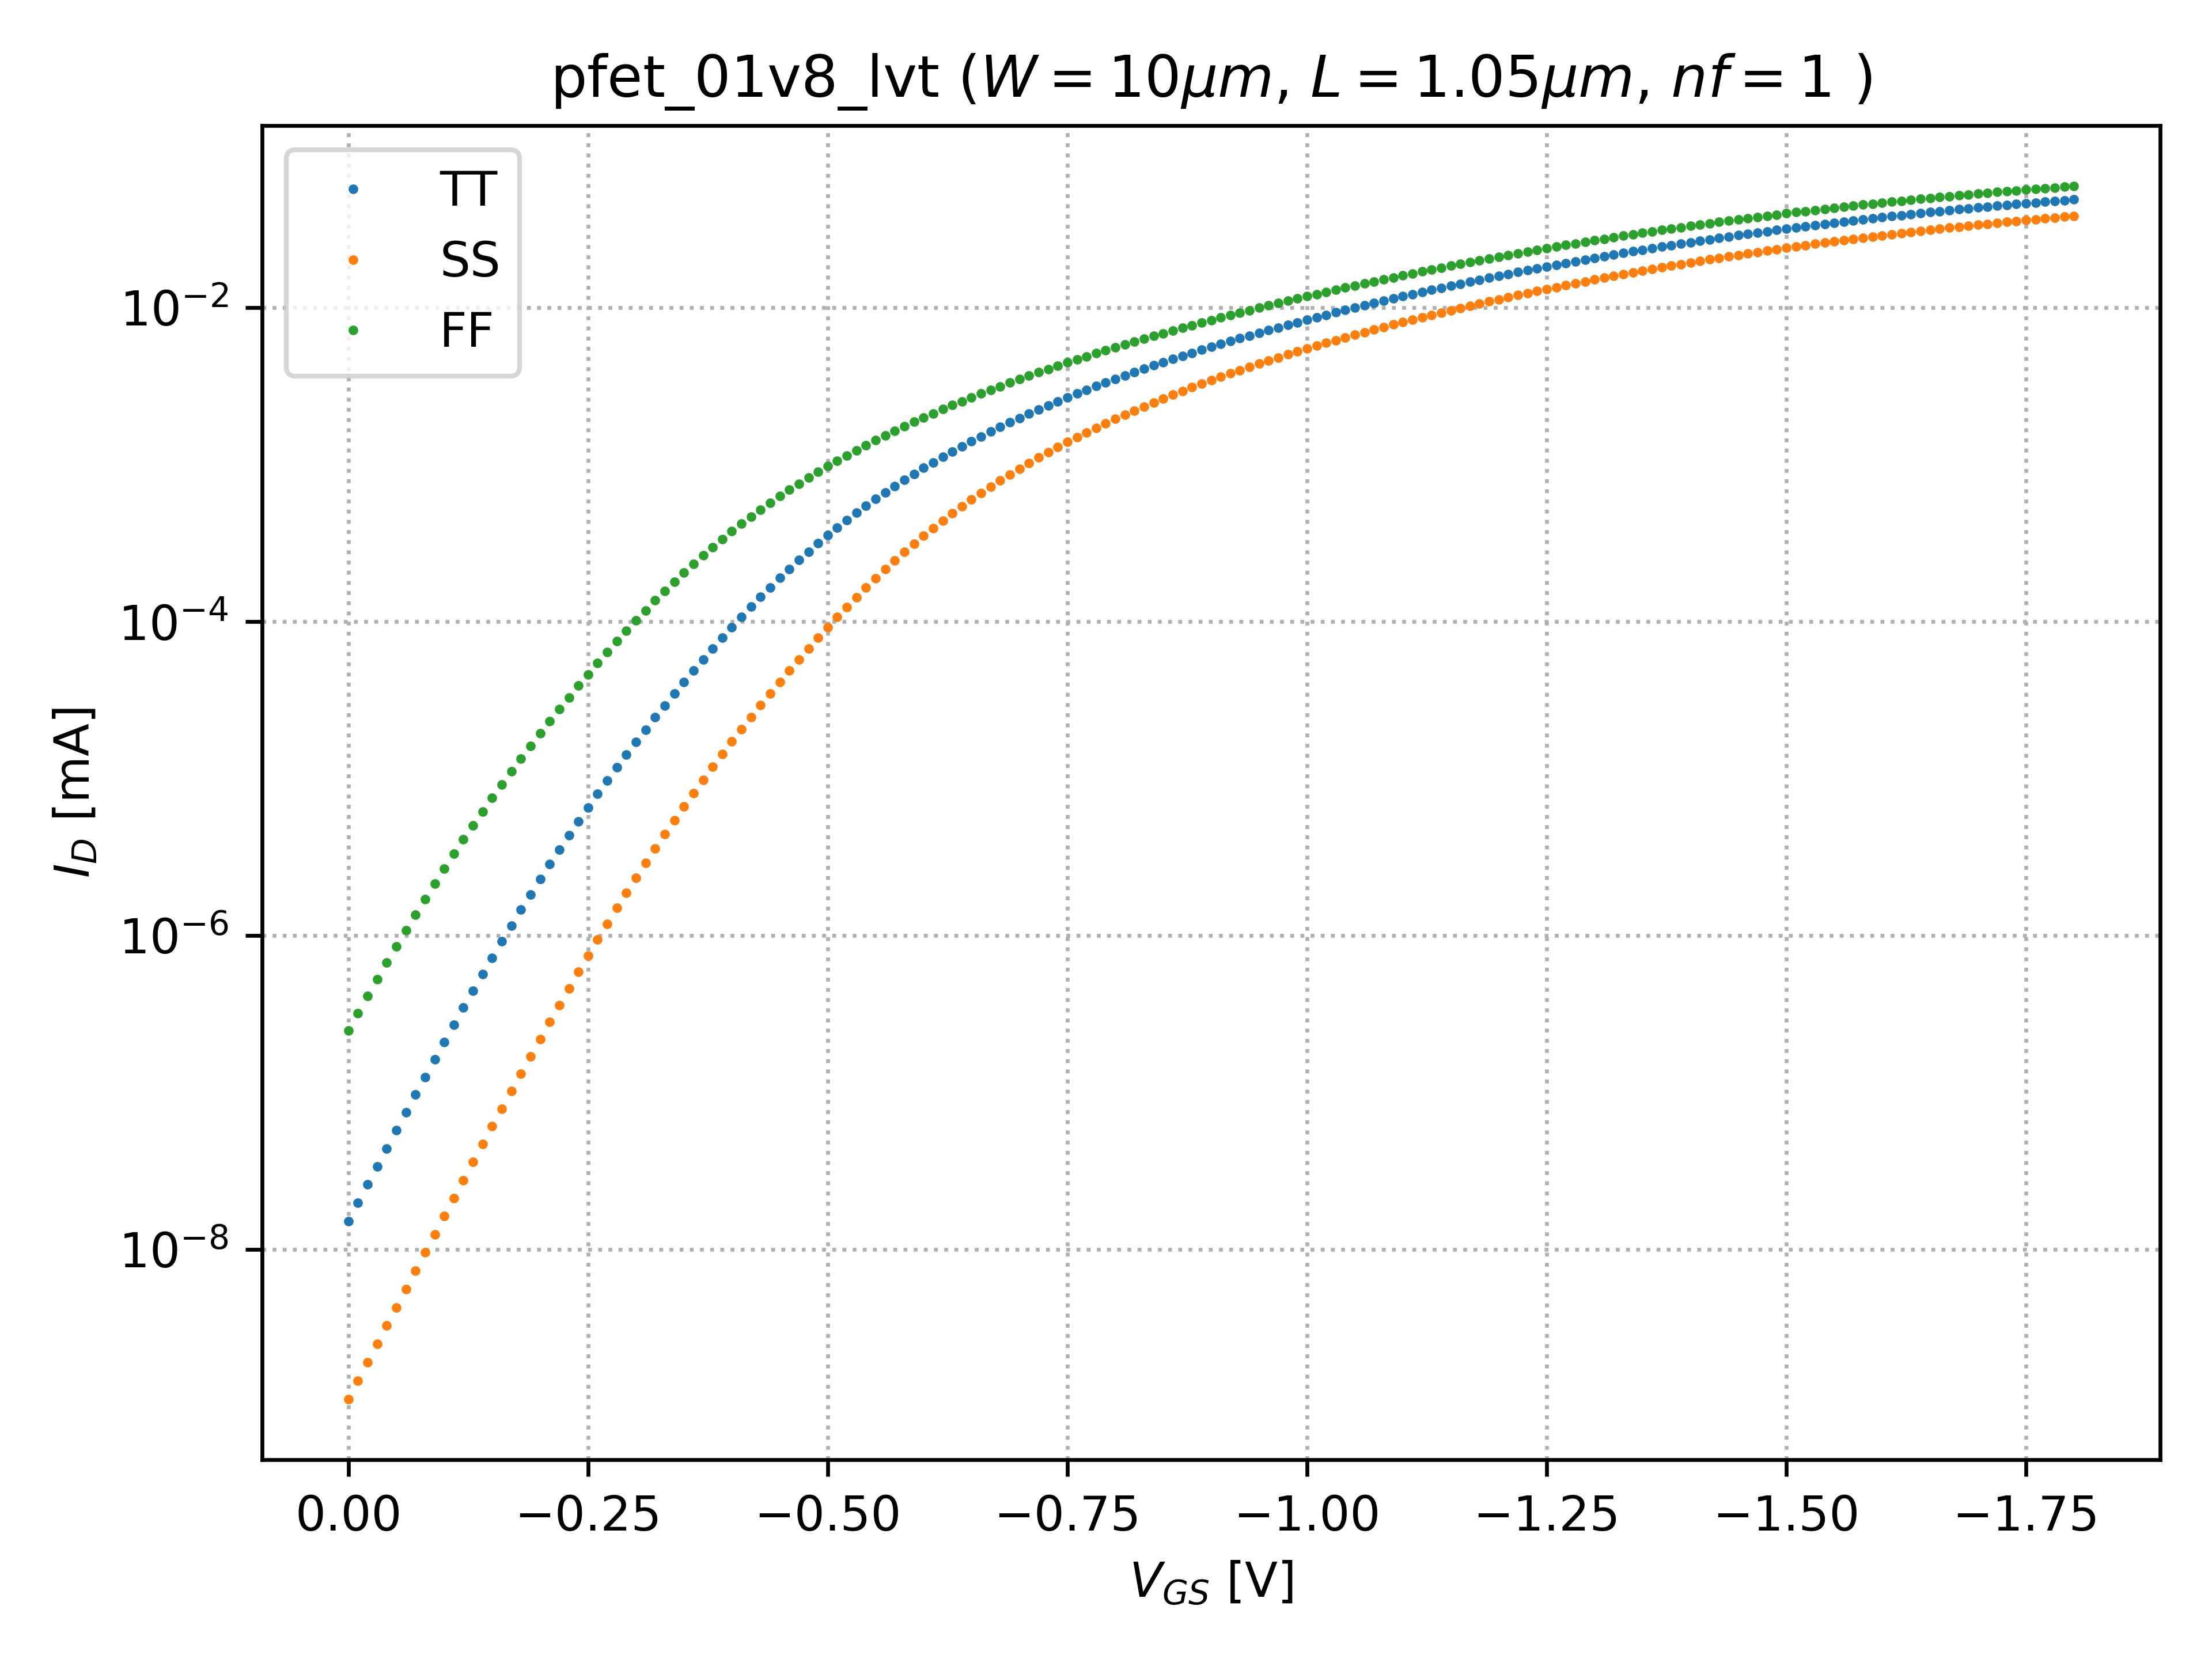 pfet_01v8_lvt (W = 10μm, L = 1.05μm, nf = 1 )
TT
SS
FF
10⁻²
10⁻⁴
10⁻⁶
10⁻⁸
I_D [mA]
0.00 −0.25 −0.50 −0.75 −1.00 −1.25 −1.50 −1.75
V_GS [V]